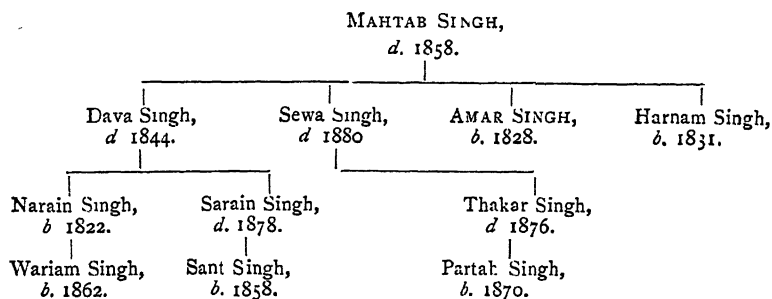 MAHTAB SINGH,
d. 1858.
Dava Singh, Sewa Singh, AMAR SINGH, Harnam Singh,
d 1844. d 1880 b. 1828. b. 1831.
Narain Singh, Sarain Singh, Thakar Singh,
b 1822. d. 1878. d 1876.
Wariam Singh, Sant Singh, Partab Singh,
b. 1862. b. 1858. b. 1870.